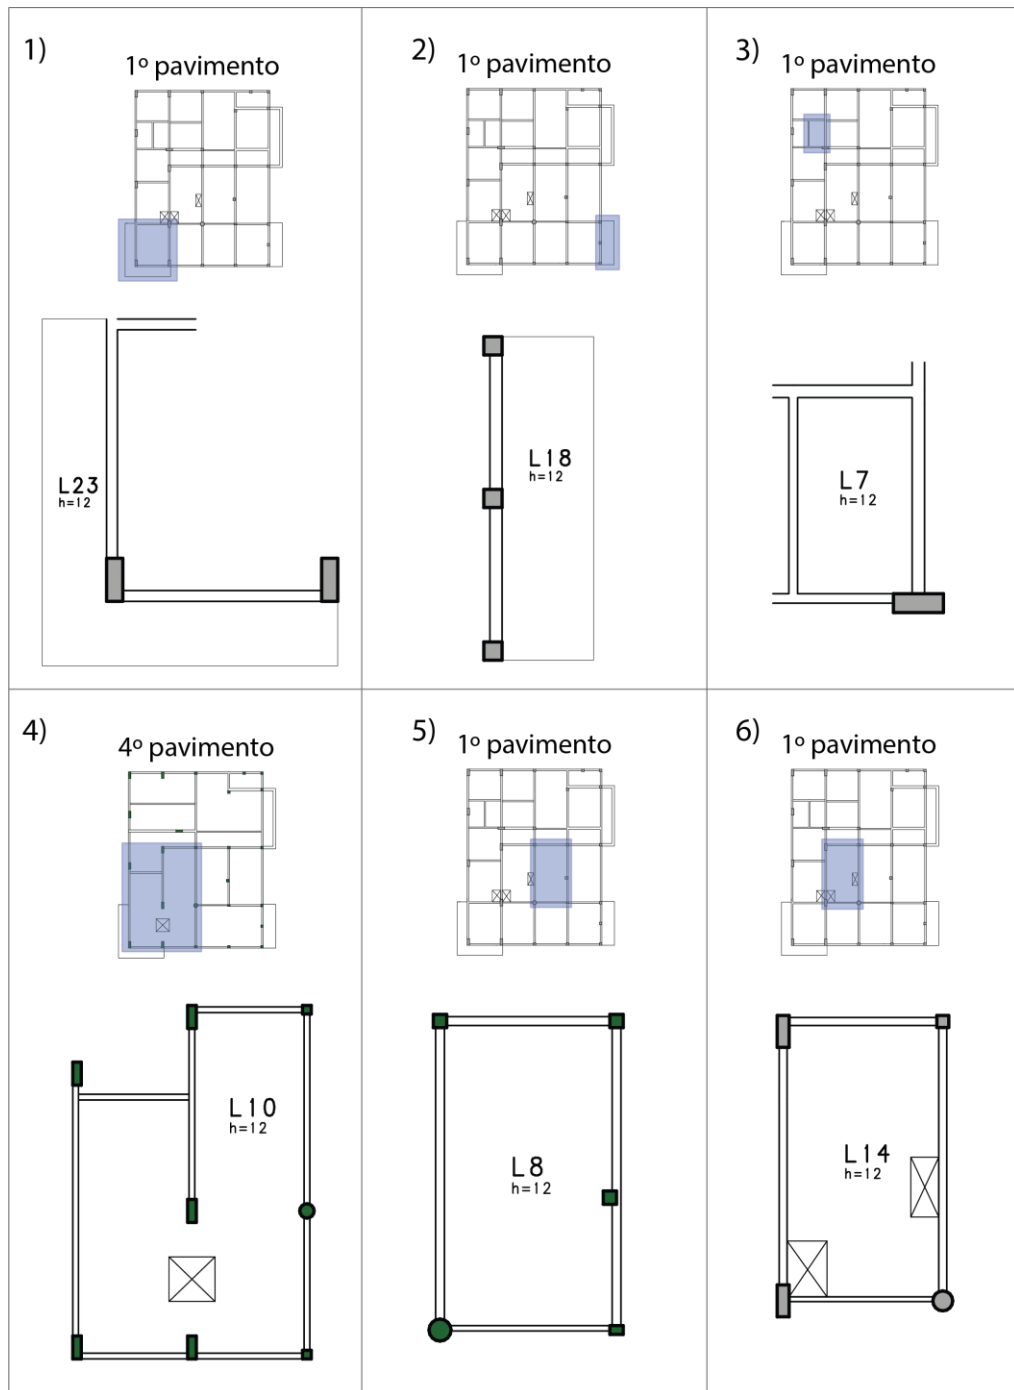 1)
1º pavimento
L23
h=12
2)
1º pavimento
L18
h=12
3)
1º pavimento
L7
h=12
4)
4º pavimento
L10
h=12
5)
1º pavimento
L8
h=12
6)
1º pavimento
L14
h=12